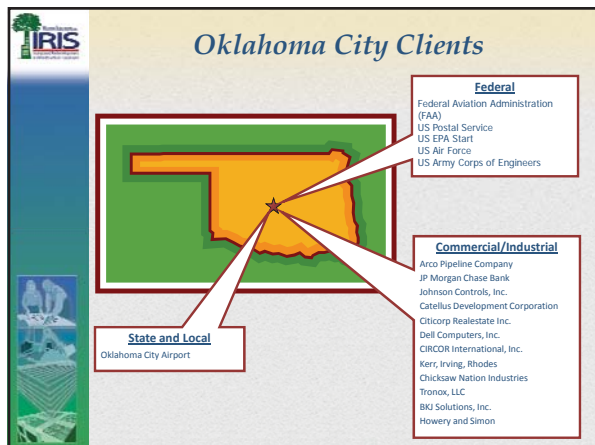 IRIS
Oklahoma City Clients
Federal
Federal Aviation Administration
(FAA)
US Postal Service
US EPA Start
US Air Force
US Army Corps of Engineers
Commercial/Industrial
Arco Pipeline Company
JP Morgan Chase Bank
Johnson Controls, Inc.
Catellus Development Corporation
Citicorp Realestate Inc.
Dell Computers, Inc.
CIRCOR International, Inc.
Kerr, Irving, Rhodes
Chicksaw Nation Industries
Tronox, LLC
BKJ Solutions, Inc.
Howery and Simon
State and Local
Oklahoma City Airport